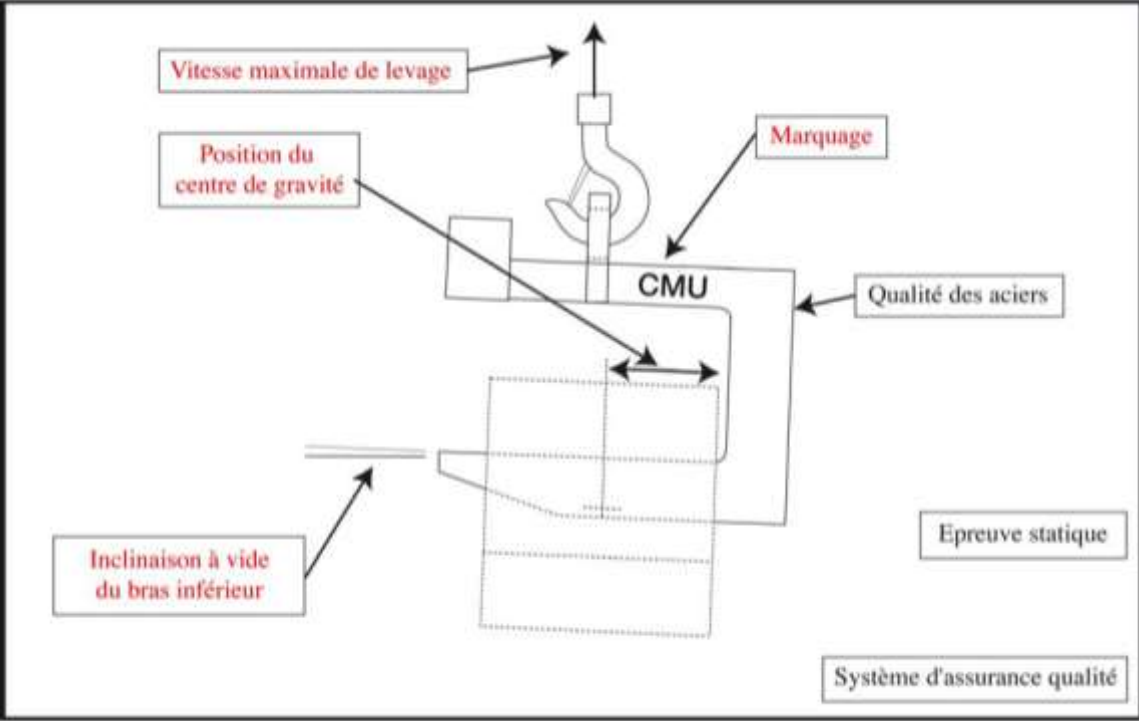 Vitesse maximale de levage
Position du
centre de gravité
Marquage
CMU
Qualité des aciers
Inclinaison à vide
du bras inférieur
Epreuve statique
Système d'assurance qualité